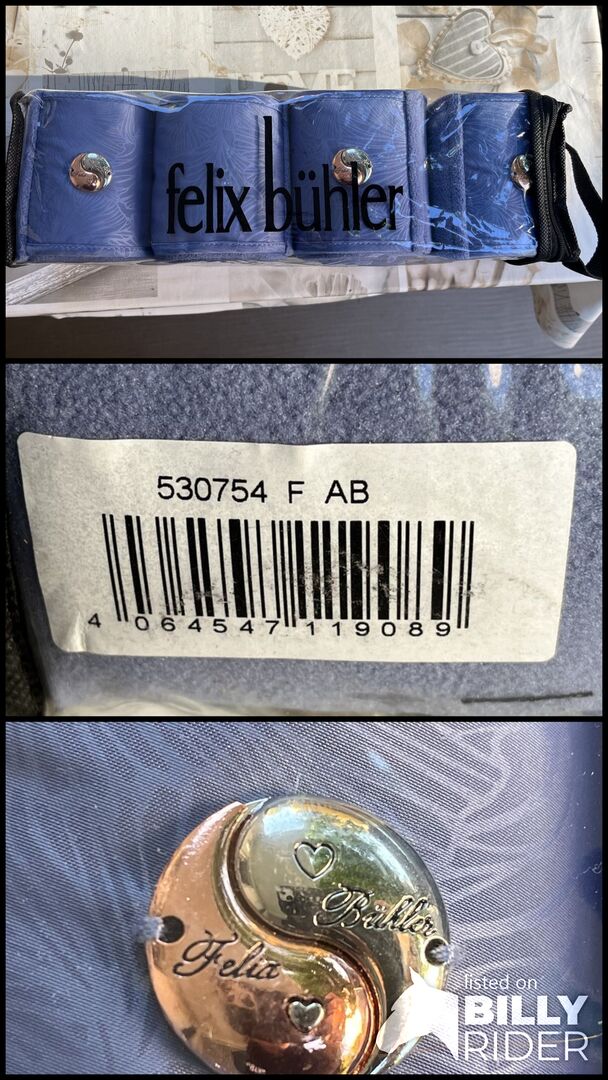 felix bühler
530754 F AB
4 064547 119089
Bühler
Felix
listed on
BILLY
RIDER